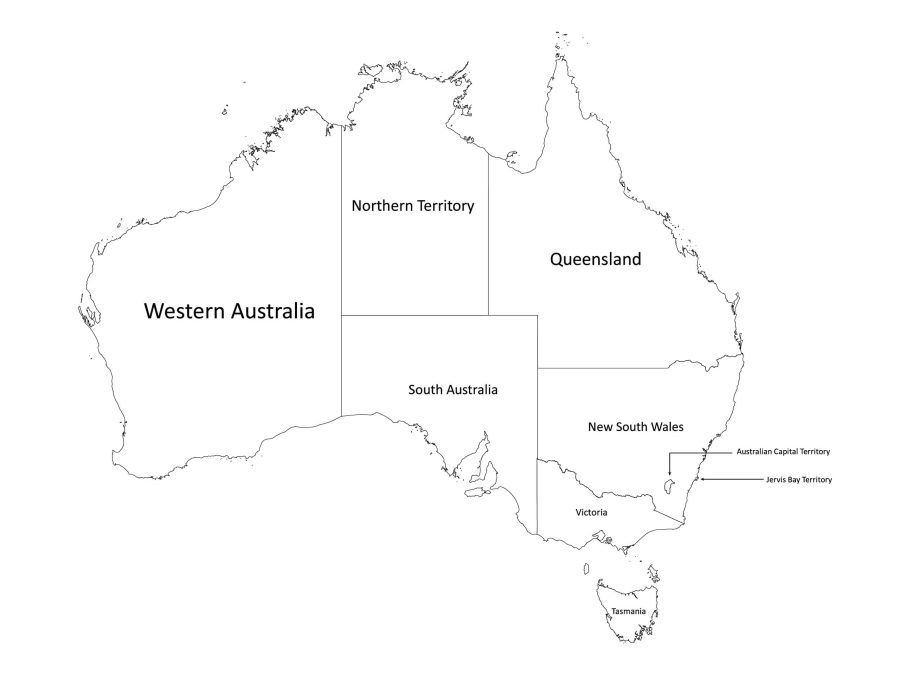 Northern Territory
Queensland
Western Australia
South Australia
New South Wales
Australian Capital Territory
Jervis Bay Territory
Victoria
Tasmania